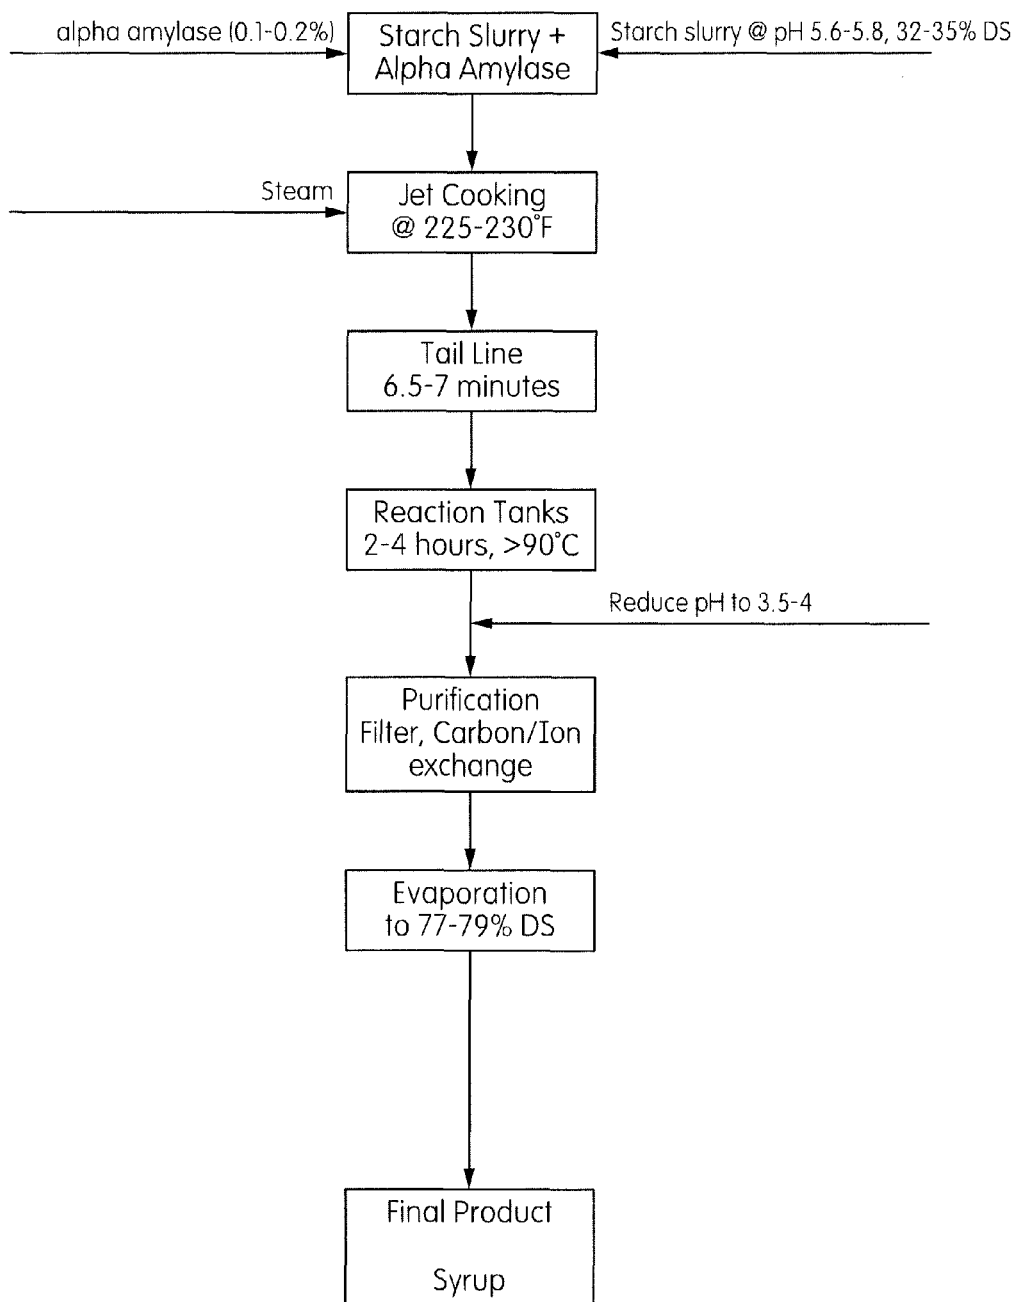 alpha amylase (0.1-0.2%)
Starch Slurry +
Alpha Amylase
Starch slurry @ pH 5.6-5.8, 32-35% DS
Steam
Jet Cooking
@ 225-230°F
Tail Line
6.5-7 minutes
Reaction Tanks
2-4 hours, >90°C
Reduce pH to 3.5-4
Purification
Filter, Carbon/Ion
exchange
Evaporation
to 77-79% DS
Final Product
Syrup